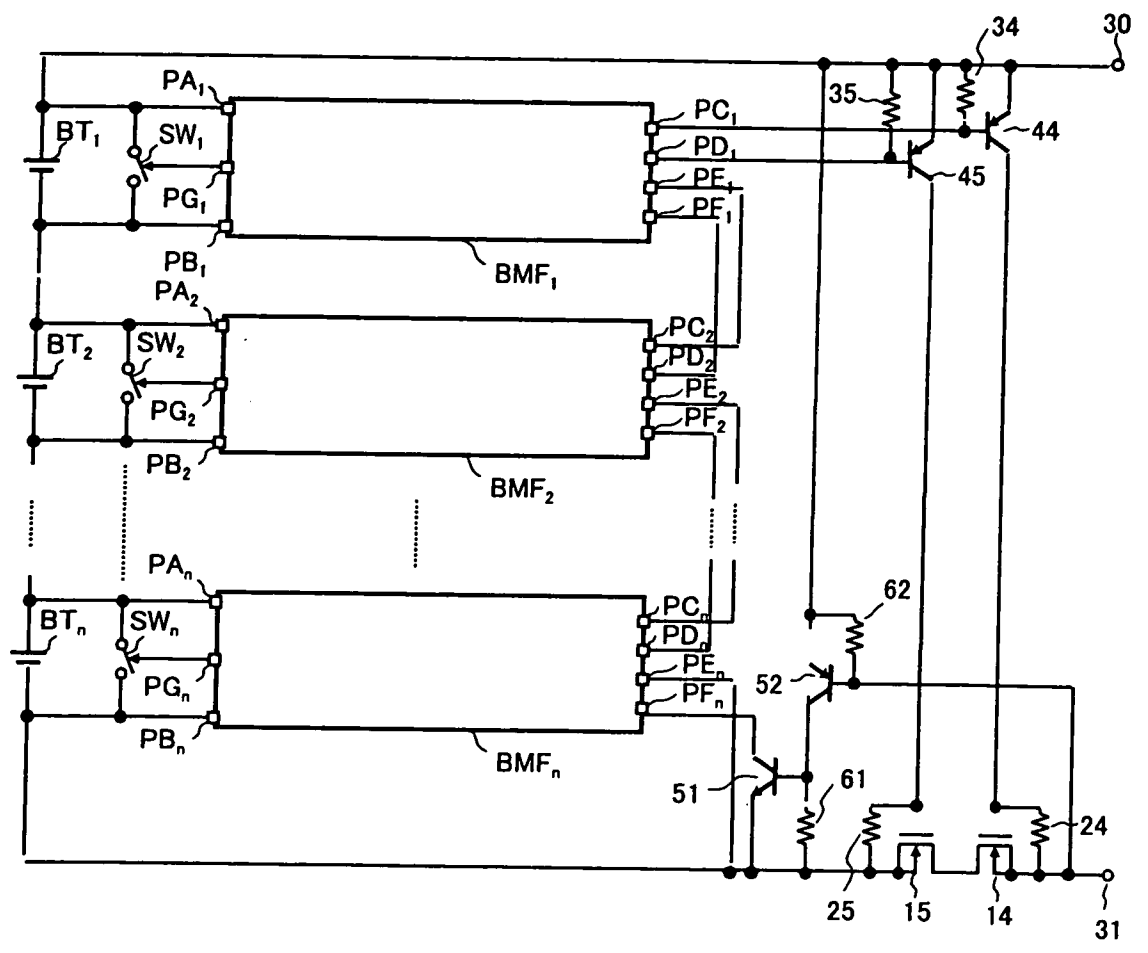 34
30
PA₁
35
PC₁
BT₁
SW₁
44
PD₁
45
PE₁
PG₁
PF₁
PB₁
BMF₁
PA₂
PC₂
BT₂
SW₂
PD₂
PE₂
PG₂
PF₂
PB₂
BMF₂
PAₙ
62
PCₙ
BTₙ
SWₙ
PDₙ
PEₙ
52
PGₙ
PFₙ
PBₙ
BMFₙ
51
61
24
25
15
14
31